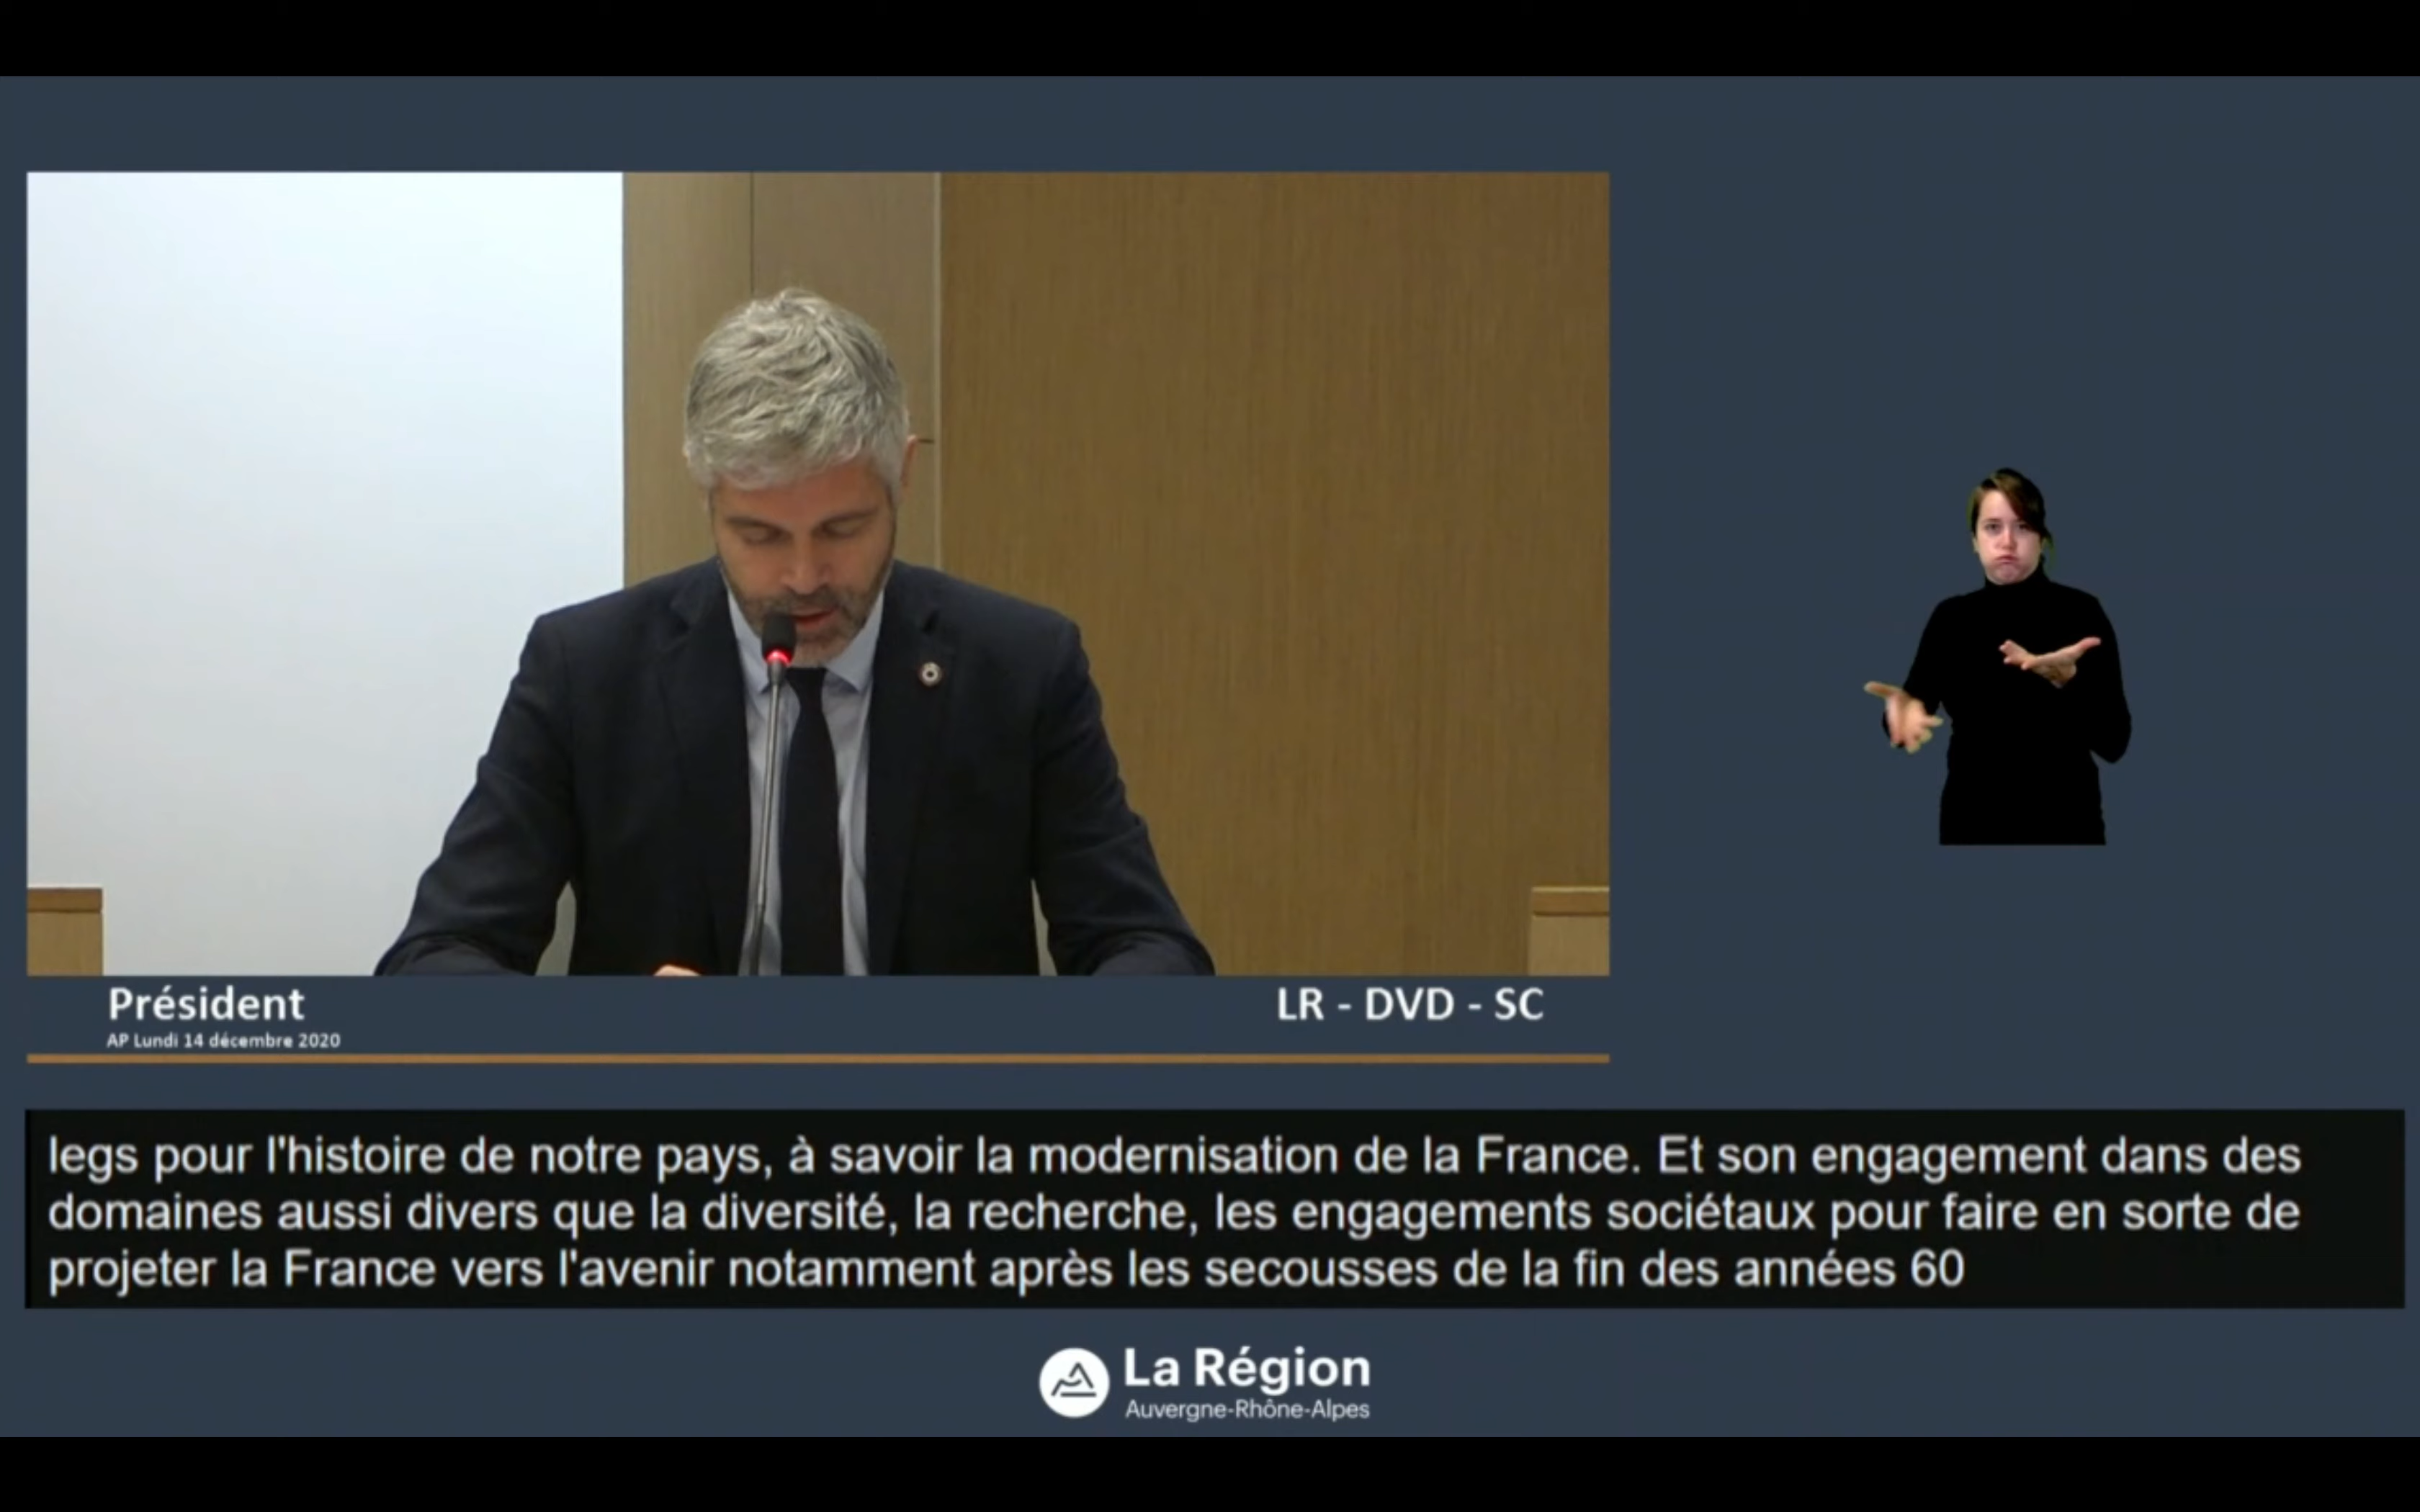 Président
LR - DVD - SC
AP Lundi 14 décembre 2020
legs pour l'histoire de notre pays, à savoir la modernisation de la France. Et son engagement dans des
domaines aussi divers que la diversité, la recherche, les engagements sociétaux pour faire en sorte de
projeter la France vers l'avenir notamment après les secousses de la fin des années 60
La Région
Auvergne-Rhône-Alpes